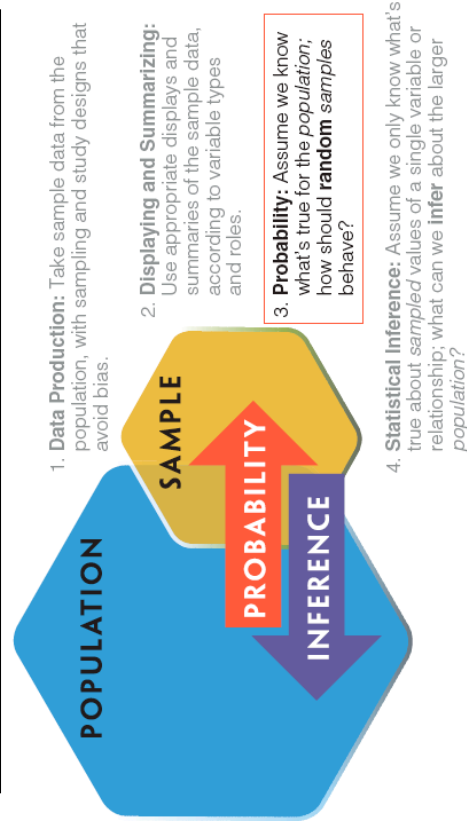 1. Data Production: Take sample data from the
population, with sampling and study designs that
avoid bias.
2. Displaying and Summarizing:
Use appropriate displays and
summaries of the sample data,
according to variable types
and roles.
3. Probability: Assume we know
what's true for the population;
how should random samples
behave?
4. Statistical Inference: Assume we only know what's
true about sampled values of a single variable or
relationship; what can we infer about the larger
population?
POPULATION
SAMPLE
PROBABILITY
INFERENCE